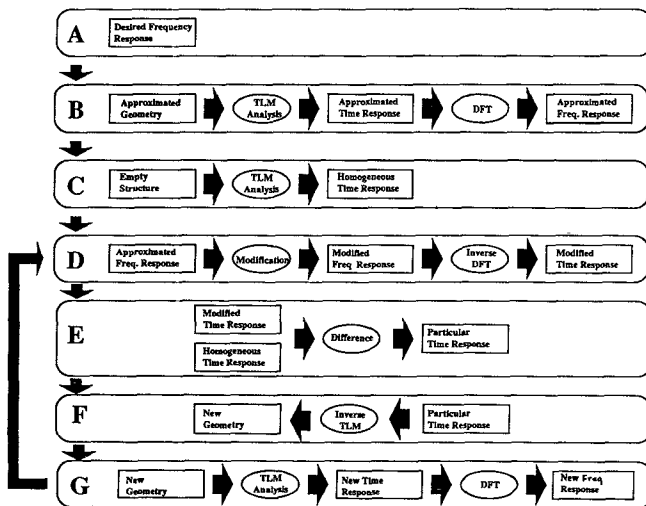 A
Desired Frequency
Response
B
Approximated
Geometry
TLM
Analysis
Approximated
Time Response
DFT
Approximated
Freq. Response
C
Empty
Structure
TLM
Analysis
Homogeneous
Time Response
D
Approximated
Freq. Response
Modification
Modified
Freq Response
Inverse
DFT
Modified
Time Response
E
Modified
Time Response
Homogeneous
Time Response
Difference
Particular
Time Response
F
New
Geometry
Inverse
TLM
Particular
Time Response
G
New
Geometry
TLM
Analysis
New Time
Response
DFT
New Freq
Response